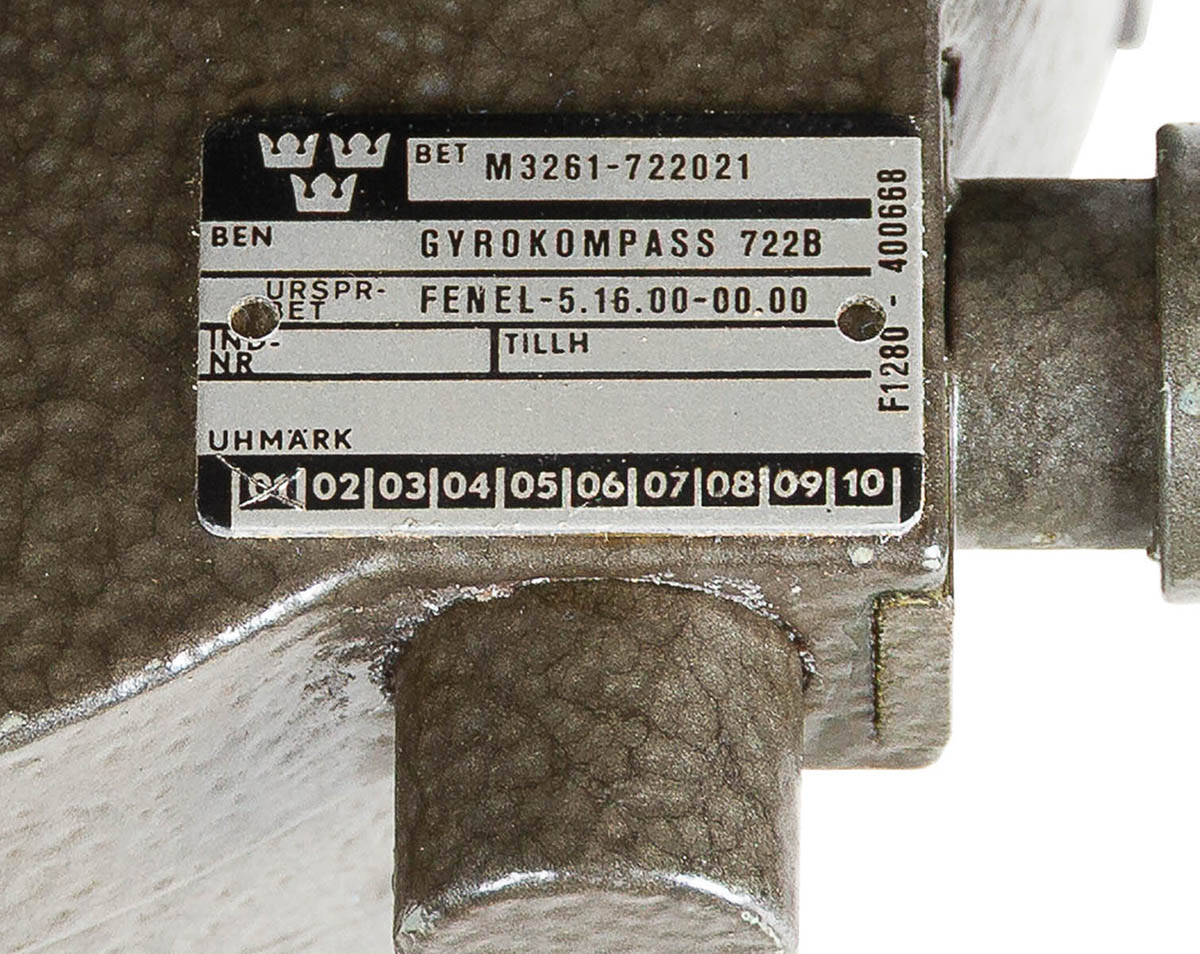 BET M3261-722021
BEN GYROKOMPASS 722B
URSPR-
BET FENEL-5.16.00-00.00
IND-
NR
TILLH
UHMÄRK
01 02 03 04 05 06 07 08 09 10
F1280 - 400668